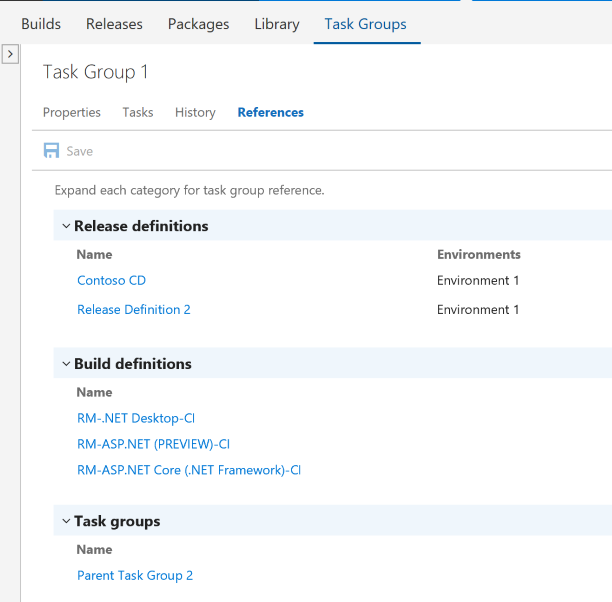 Builds Releases Packages Library Task Groups
Task Group 1
Properties Tasks History References
Save
Expand each category for task group reference.
Release definitions
Name Environments
Contoso CD Environment 1
Release Definition 2 Environment 1
Build definitions
Name
RM-.NET Desktop-CI
RM-ASP.NET (PREVIEW)-CI
RM-ASP.NET Core (.NET Framework)-CI
Task groups
Name
Parent Task Group 2